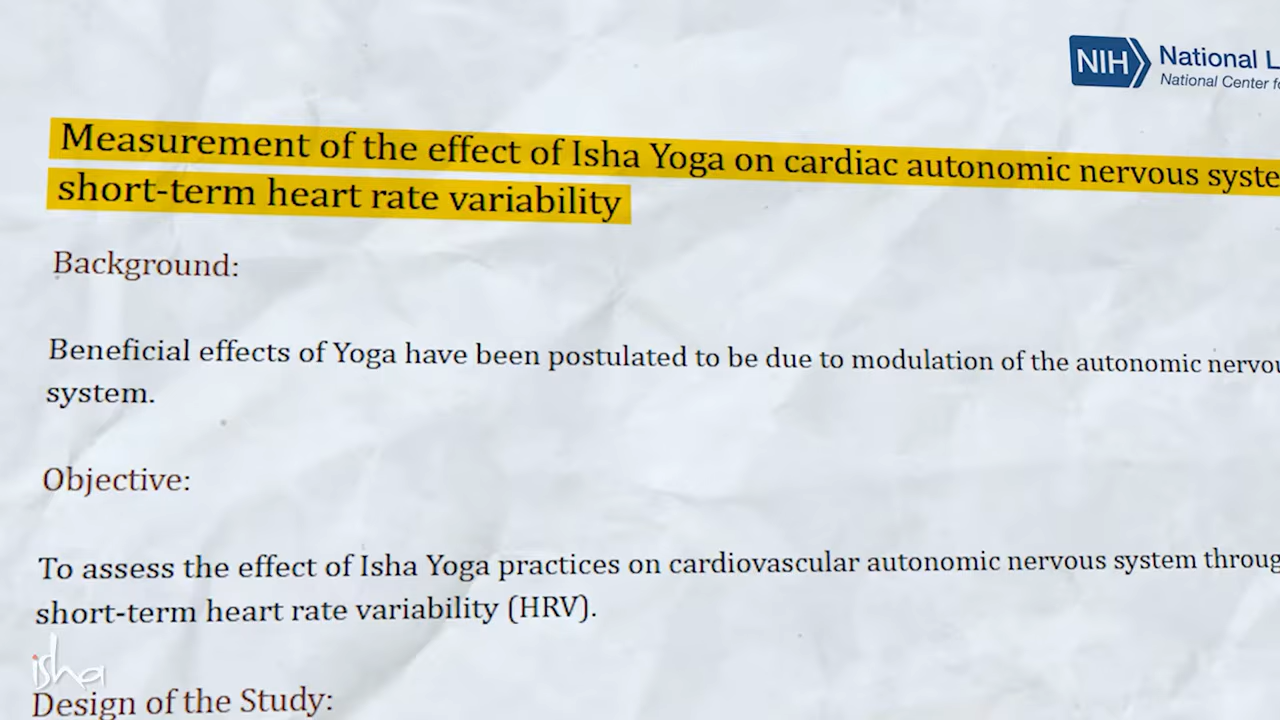 NIH National L
National Center fo
Measurement of the effect of Isha Yoga on cardiac autonomic nervous syste
short-term heart rate variability
Background:
Beneficial effects of Yoga have been postulated to be due to modulation of the autonomic nervou
system.
Objective:
To assess the effect of Isha Yoga practices on cardiovascular autonomic nervous system throug
short-term heart rate variability (HRV).
isha
Design of the Study: